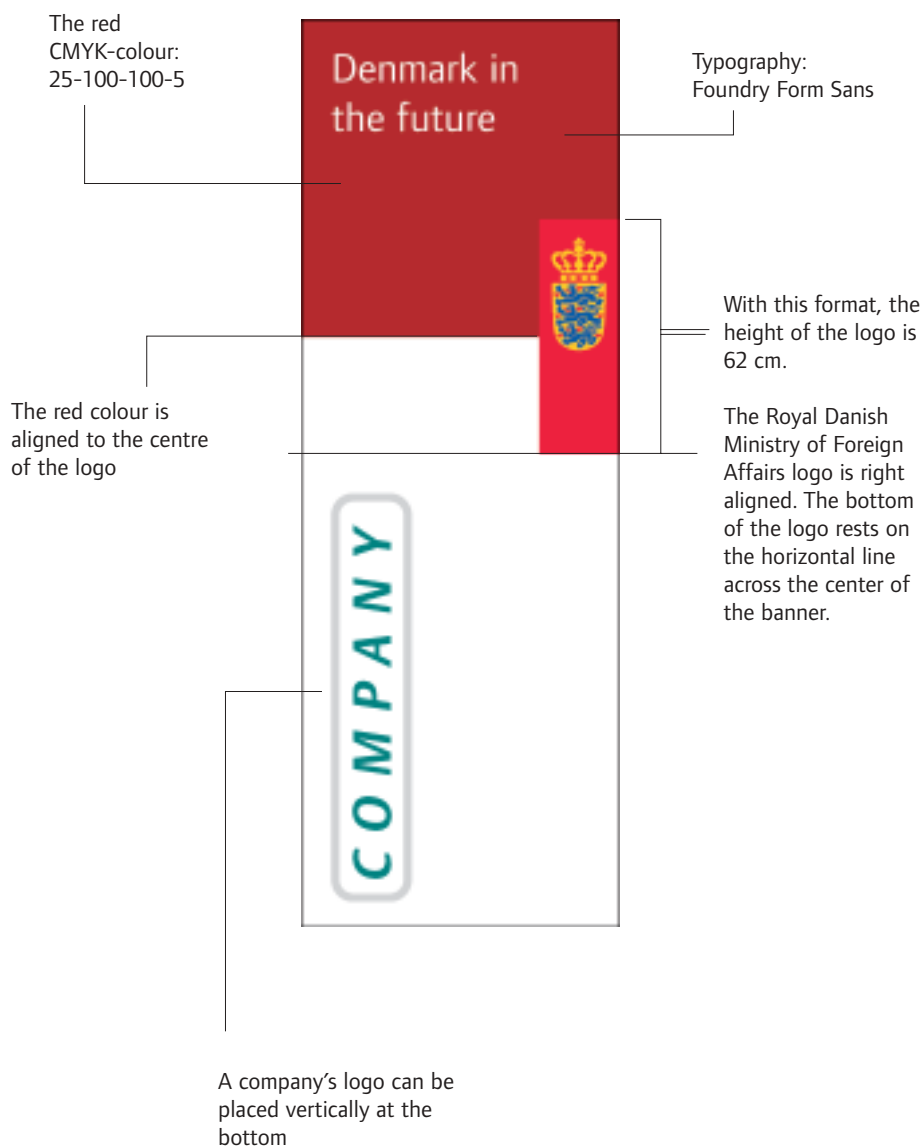 The red
CMYK-colour:
25-100-100-5
Denmark in
the future
Typography:
Foundry Form Sans
With this format, the
height of the logo is
62 cm.
The red colour is
aligned to the centre
of the logo
The Royal Danish
Ministry of Foreign
Affairs logo is right
aligned. The bottom
of the logo rests on
the horizontal line
across the center of
the banner.
COMPANY
A company’s logo can be
placed vertically at the
bottom